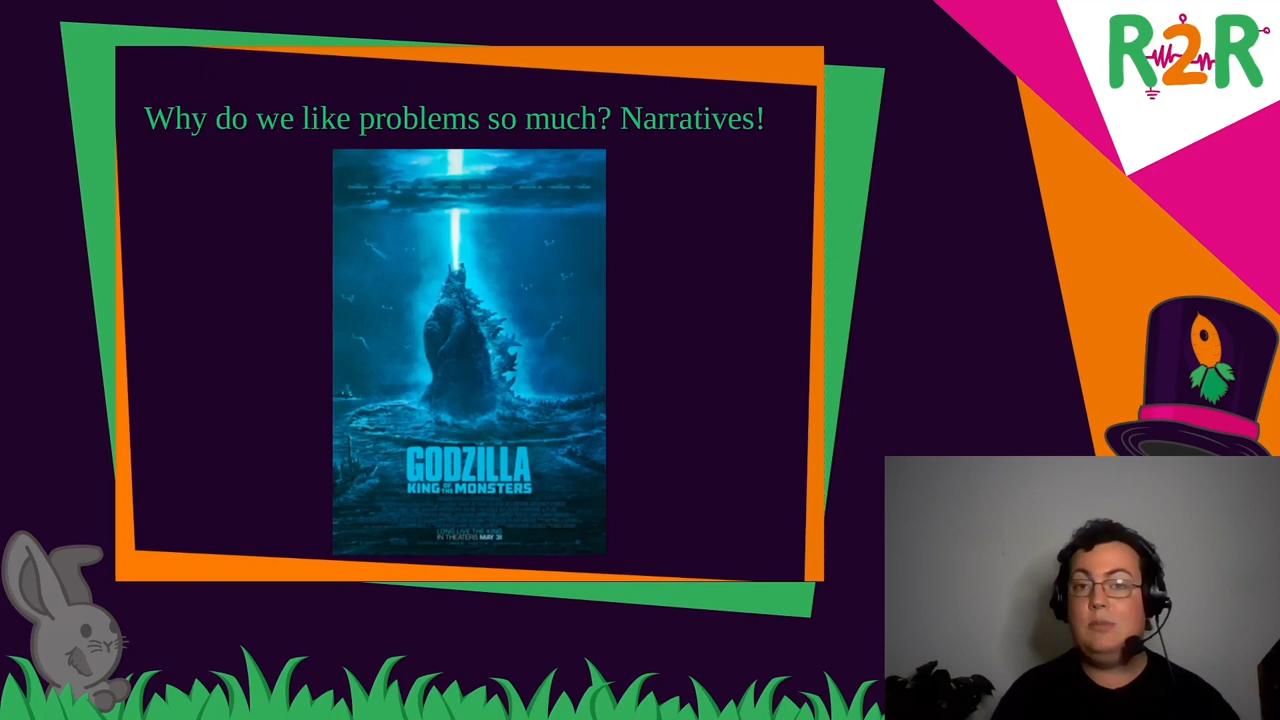 R2R
Why do we like problems so much? Narratives!
GODZILLA
KING OF THE MONSTERS
LONG LIVE THE KING
IN THEATERS MAY 31